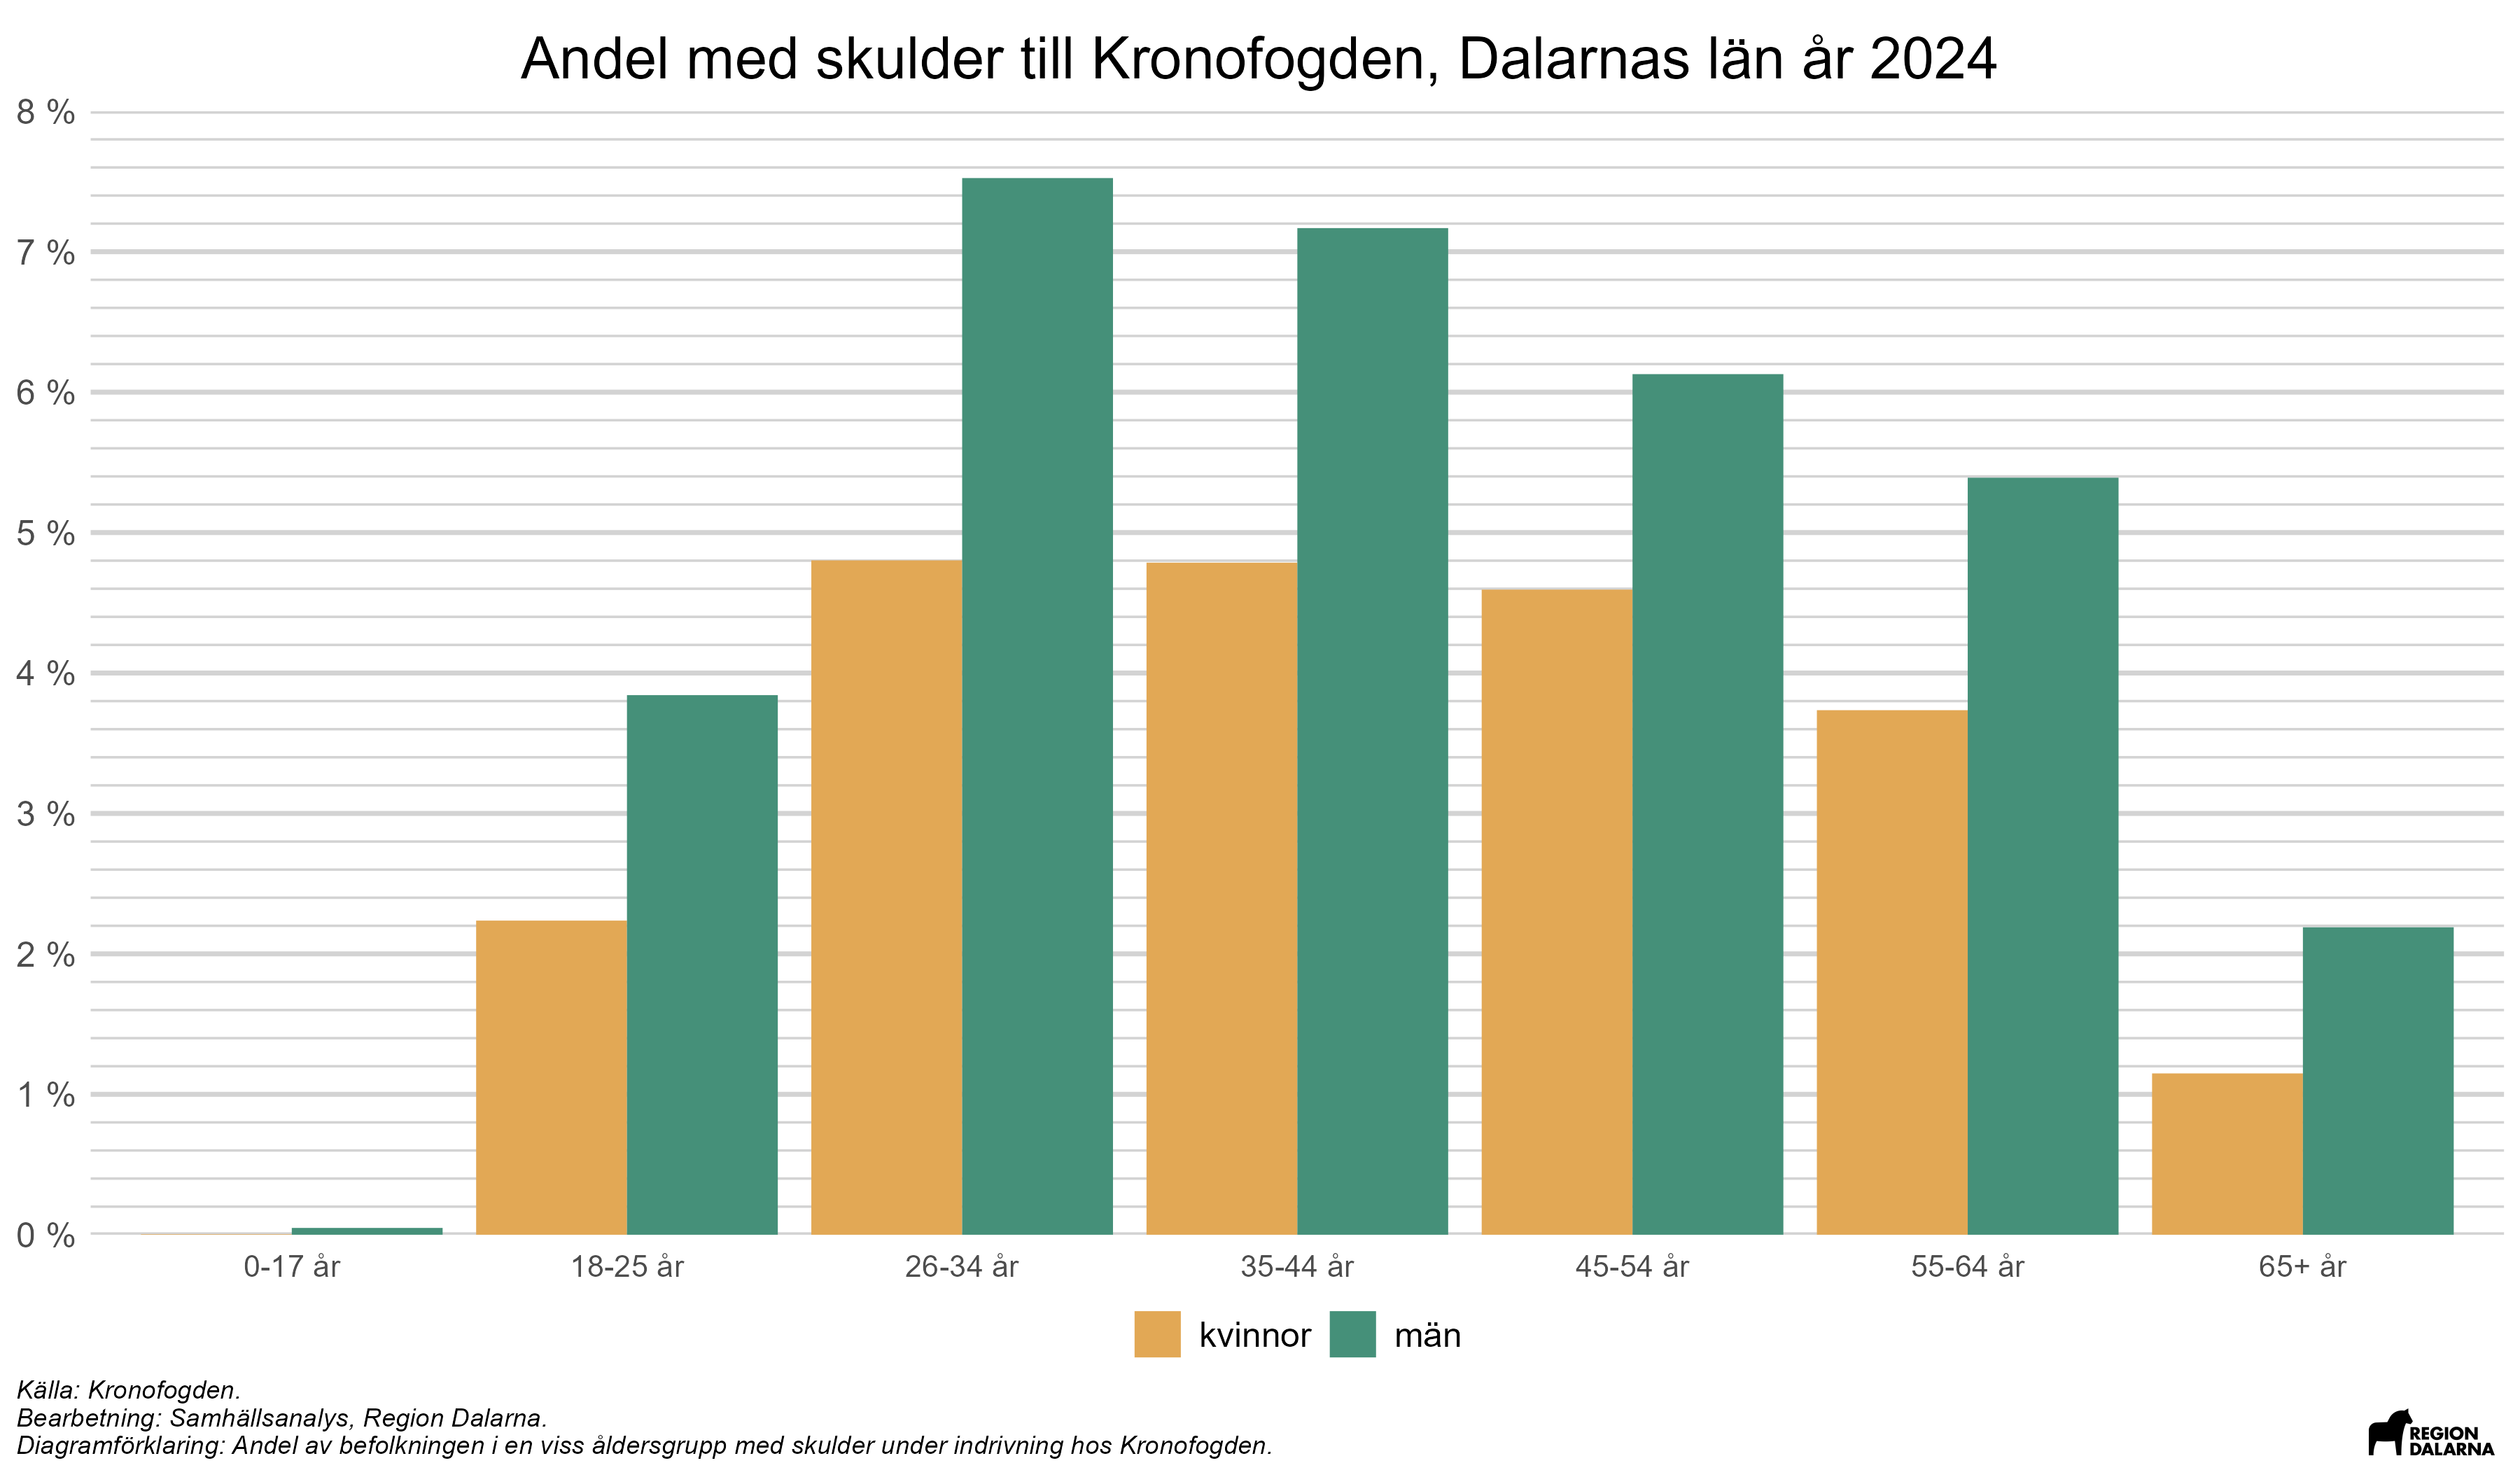 Andel med skulder till Kronofogden, Dalarnas län år 2024
8 %
7 %
6 %
5 %
4 %
3 %
2 %
1 %
0 %
0-17 år
18-25 år
26-34 år
35-44 år
45-54 år
55-64 år
65+ år
kvinnor
män
Källa: Kronofogden.
Bearbetning: Samhällsanalys, Region Dalarna.
Diagramförklaring: Andel av befolkningen i en viss åldersgrupp med skulder under indrivning hos Kronofogden.
REGION
DALARNA